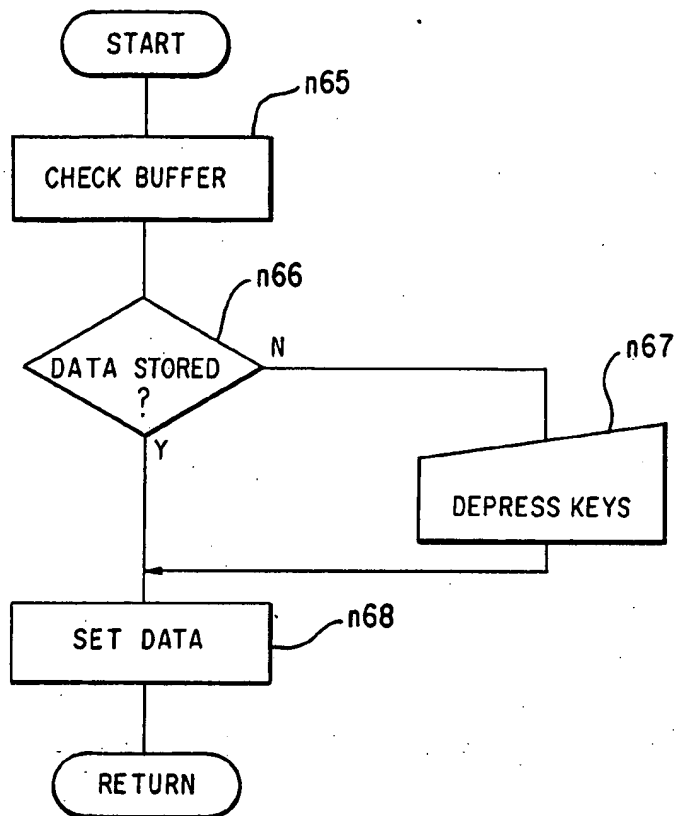 START
n65
CHECK BUFFER
n66
DATA STORED
?
N
Y
n67
DEPRESS KEYS
SET DATA
n68
RETURN